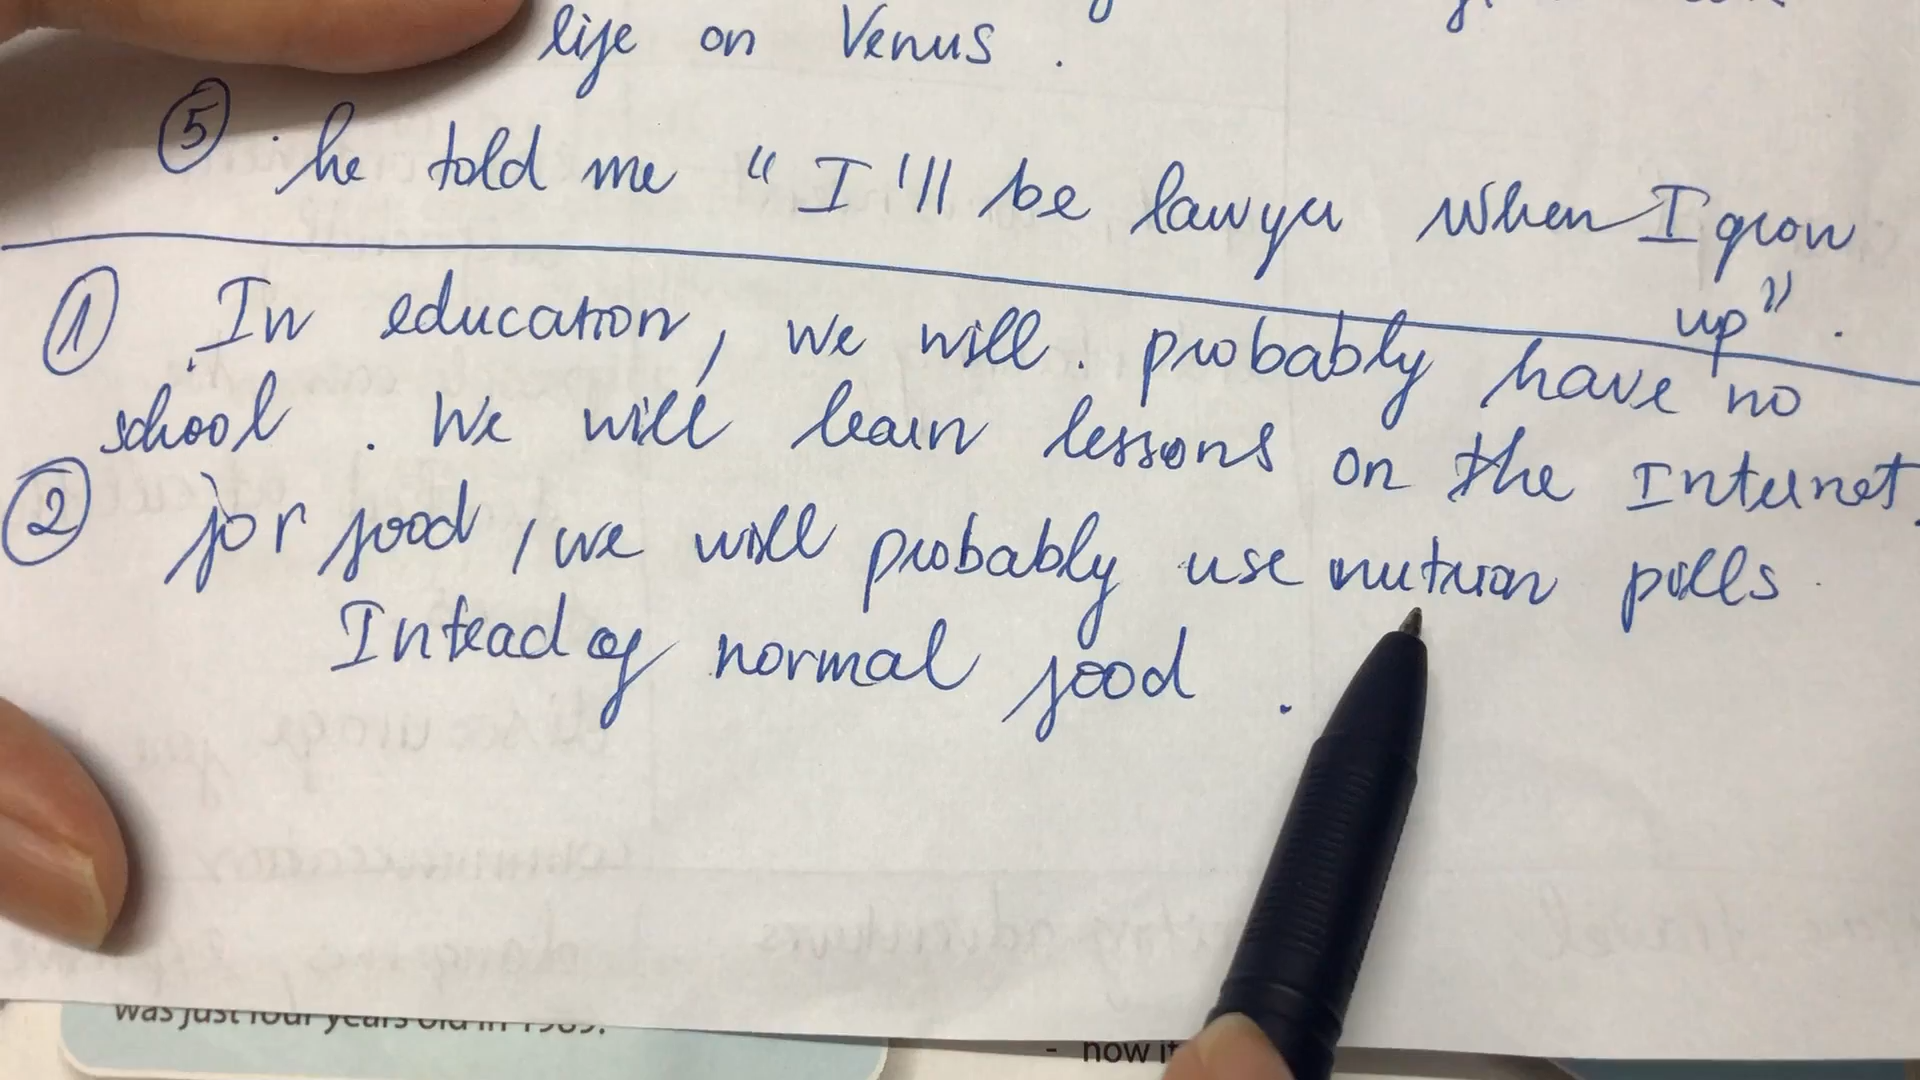 life on Venus.
⑤ he told me "I'll be lawyer when I grow
up".
① In education, we will probably have no
school. We will learn lessons on the Internet.
② for food, we will probably use nutrion pills
Intead of normal food.
was just four years old in 1989.
- now it